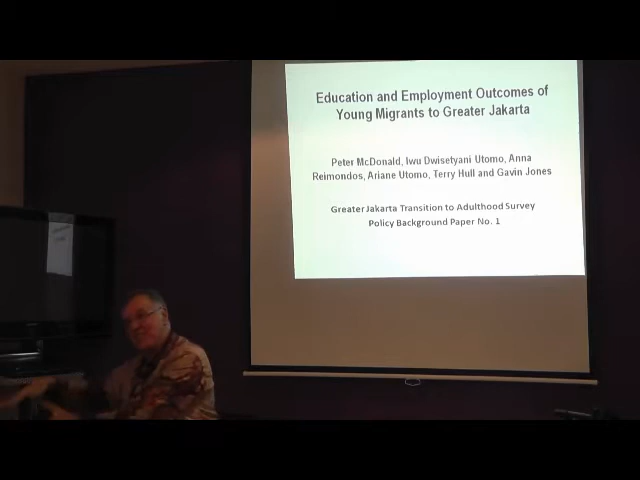 Education and Employment Outcomes of
Young Migrants to Greater Jakarta
Peter McDonald, Iwu Dwisetyani Utomo, Anna
Reimondos, Ariane Utomo, Terry Hull and Gavin Jones
Greater Jakarta Transition to Adulthood Survey
Policy Background Paper No. 1